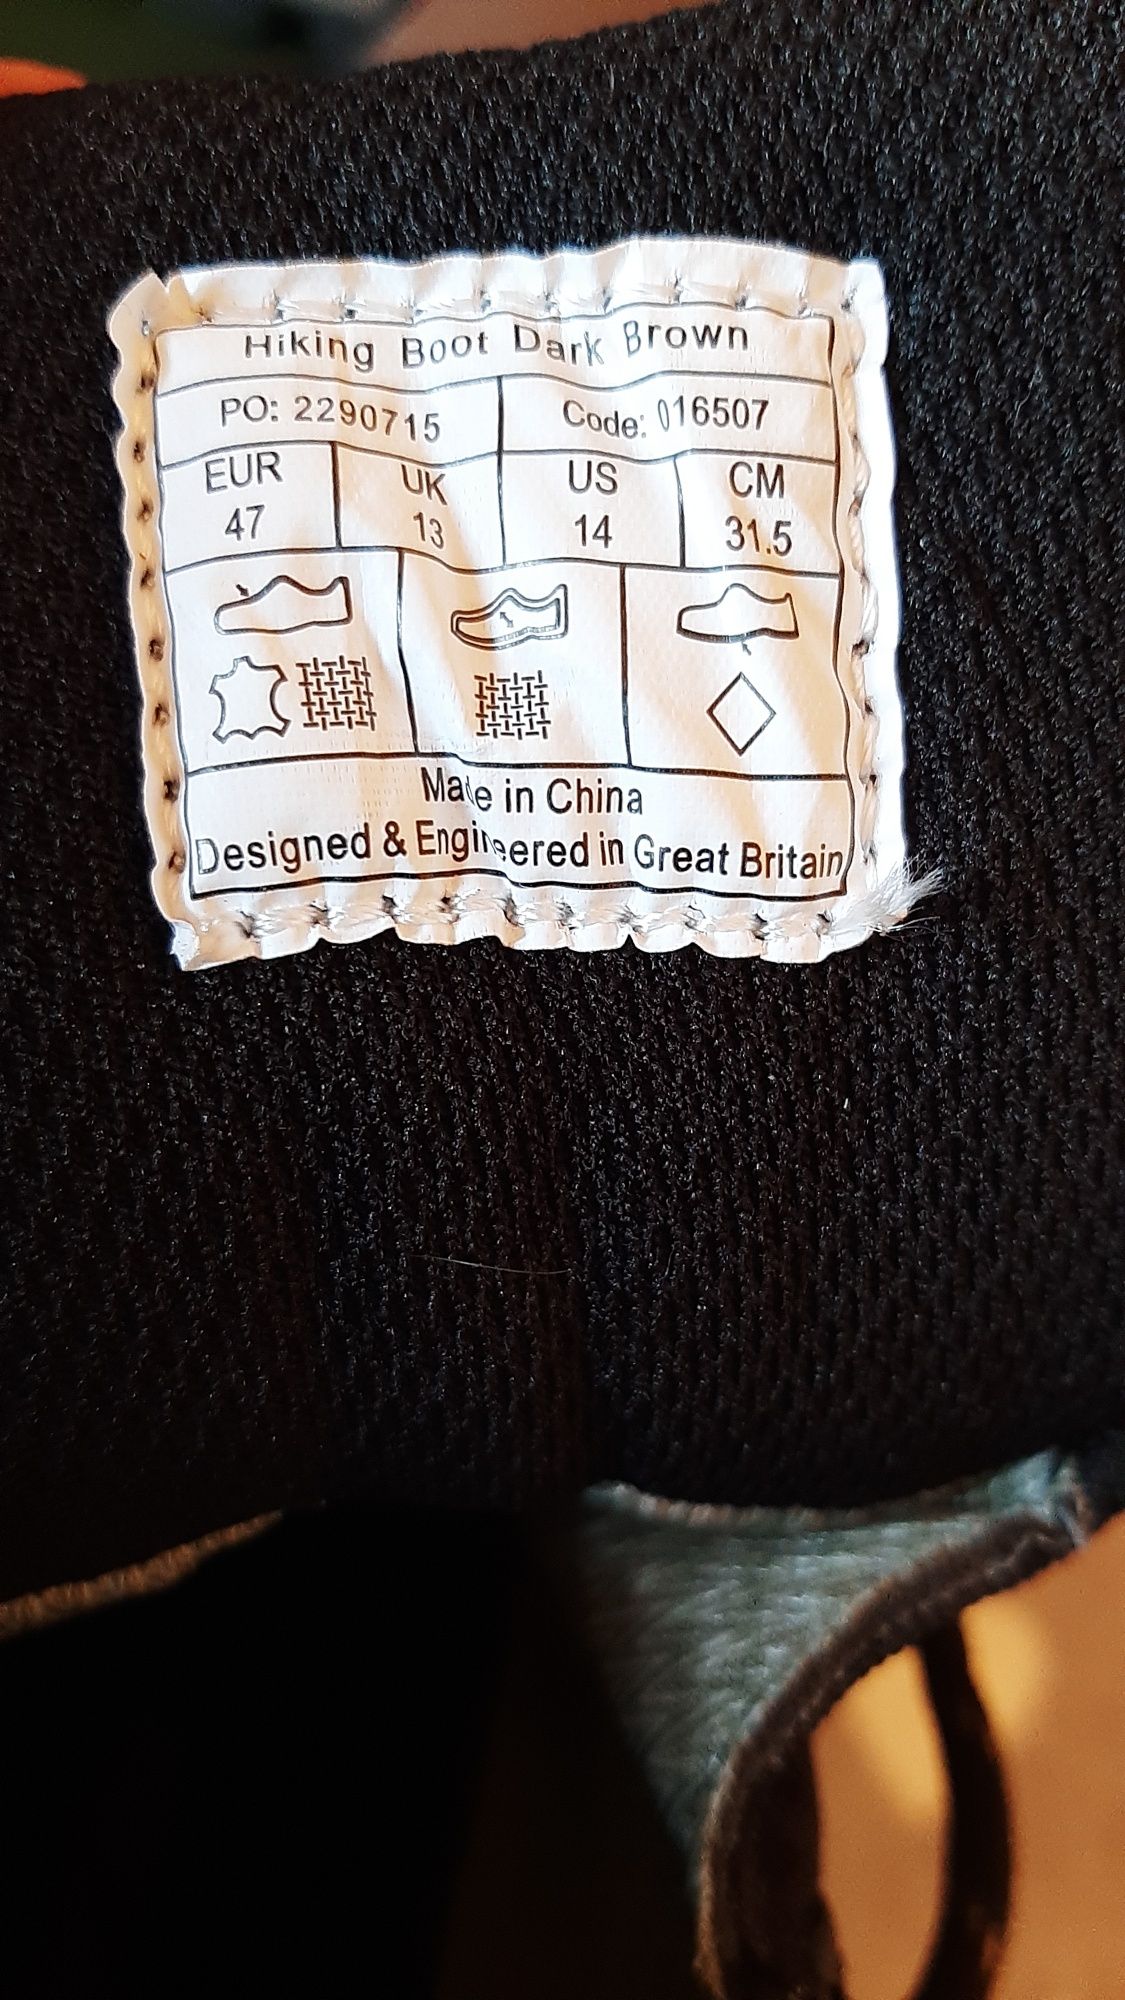 Hiking Boot Dark Brown
PO: 2290715 Code: 016507
EUR UK US CM
47 13 14 31.5
Made in China
Designed & Engineered in Great Britain